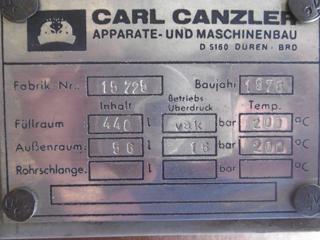 CARL CANZLER
APPARATE- UND MASCHINENBAU
D 5160 DÜREN · BRD
Fabrik-Nr.: 15 725 Baujahr
Inhalt Betriebs Überdruck Temp.
Füllraum 440 l vak bar 200 °C
Außenraum: 56 l 16 bar 200 °C
Rohrschlange. l bar °C